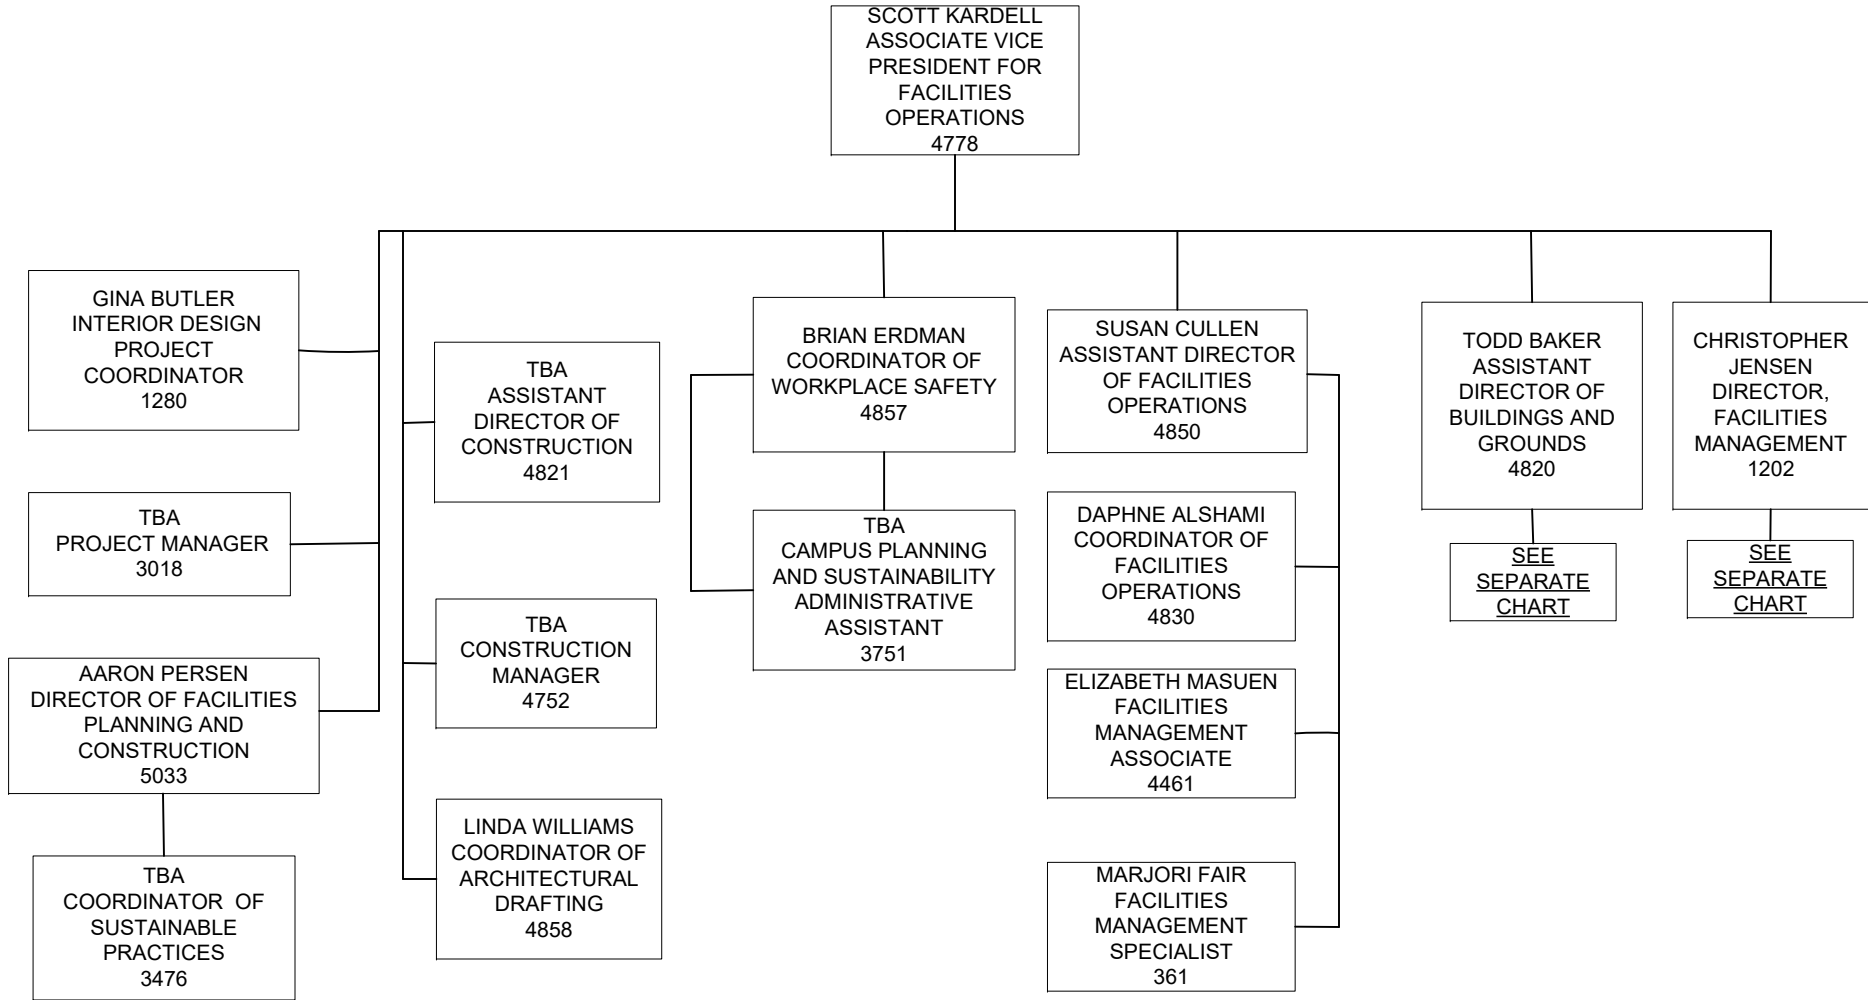 SCOTT KARDELL
ASSOCIATE VICE
PRESIDENT FOR
FACILITIES
OPERATIONS
4778
GINA BUTLER
INTERIOR DESIGN
PROJECT
COORDINATOR
1280
TBA
PROJECT MANAGER
3018
AARON PERSEN
DIRECTOR OF FACILITIES
PLANNING AND
CONSTRUCTION
5033
TBA
COORDINATOR OF
SUSTAINABLE
PRACTICES
3476
TBA
ASSISTANT
DIRECTOR OF
CONSTRUCTION
4821
TBA
CONSTRUCTION
MANAGER
4752
LINDA WILLIAMS
COORDINATOR OF
ARCHITECTURAL
DRAFTING
4858
BRIAN ERDMAN
COORDINATOR OF
WORKPLACE SAFETY
4857
TBA
CAMPUS PLANNING
AND SUSTAINABILITY
ADMINISTRATIVE
ASSISTANT
3751
SUSAN CULLEN
ASSISTANT DIRECTOR
OF FACILITIES
OPERATIONS
4850
DAPHNE ALSHAMI
COORDINATOR OF
FACILITIES
OPERATIONS
4830
ELIZABETH MASUEN
FACILITIES
MANAGEMENT
ASSOCIATE
4461
MARJORI FAIR
FACILITIES
MANAGEMENT
SPECIALIST
361
TODD BAKER
ASSISTANT
DIRECTOR OF
BUILDINGS AND
GROUNDS
4820
SEE
SEPARATE
CHART
CHRISTOPHER
JENSEN
DIRECTOR,
FACILITIES
MANAGEMENT
1202
SEE
SEPARATE
CHART